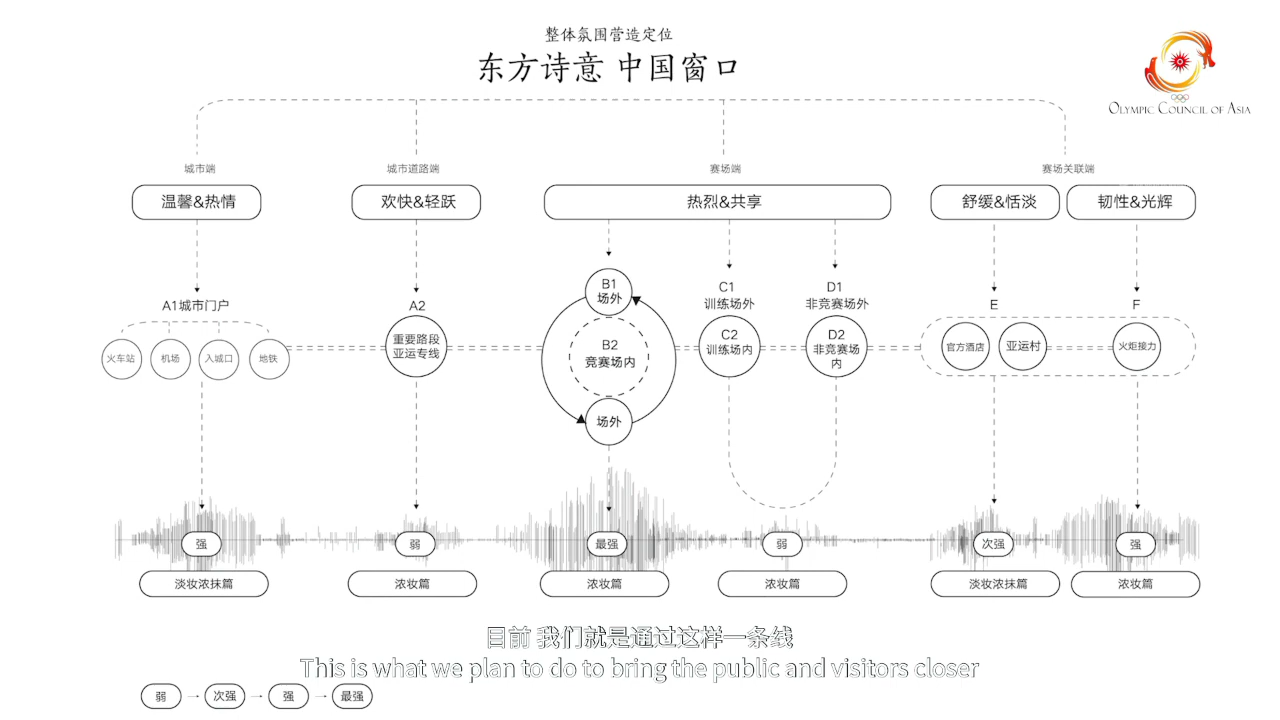 整体氛围营造定位
东方诗意 中国窗口
OLYMPIC COUNCIL OF ASIA
城市端
城市道路端
赛场端
赛场关联端
温馨&热情
欢快&轻跃
热烈&共享
舒缓&恬淡
韧性&光辉
A1城市门户
火车站
机场
入城口
地铁
A2
重要路段
亚运专线
B1
场外
B2
竞赛场内
场外
C1
训练场外
C2
训练场内
D1
非竞赛场外
D2
非竞赛场
内
E
官方酒店
亚运村
F
火炬接力
强
弱
最强
弱
次强
强
淡妆浓抹篇
浓妆篇
浓妆篇
浓妆篇
淡妆浓抹篇
浓妆篇
目前 我们就是通过这样一条线
This is what we plan to do to bring the public and visitors closer
弱
次强
强
最强